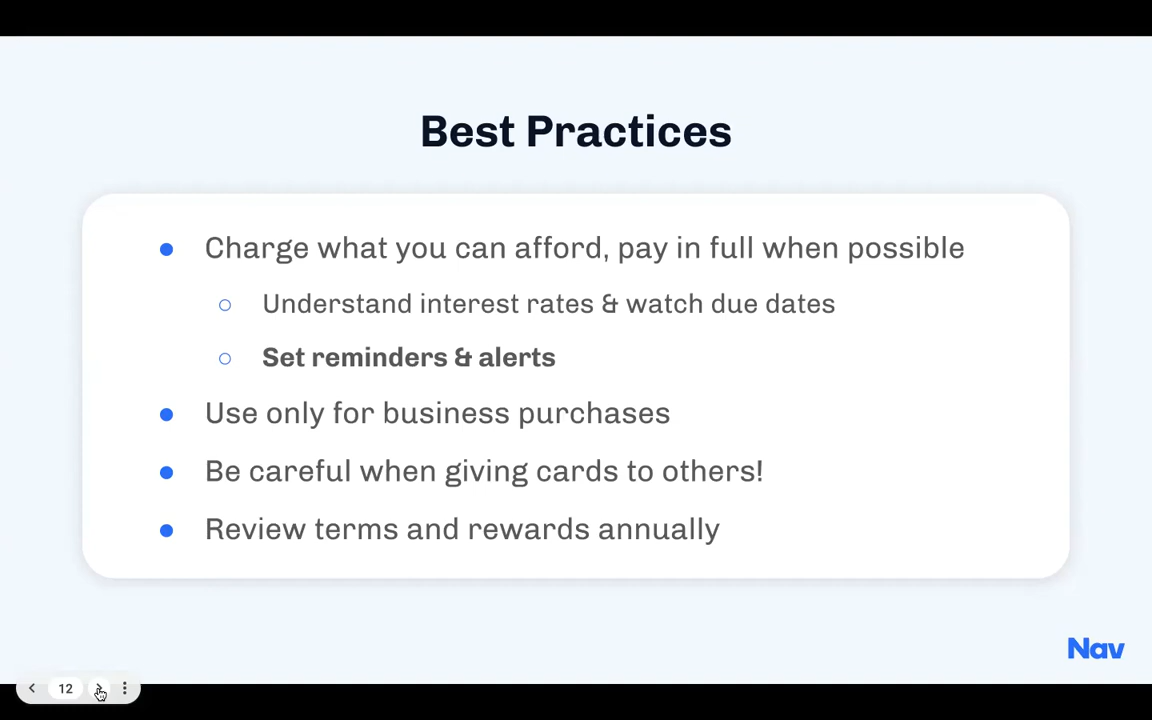 Best Practices
Charge what you can afford, pay in full when possible
Understand interest rates & watch due dates
Set reminders & alerts
Use only for business purchases
Be careful when giving cards to others!
Review terms and rewards annually
Nav
12